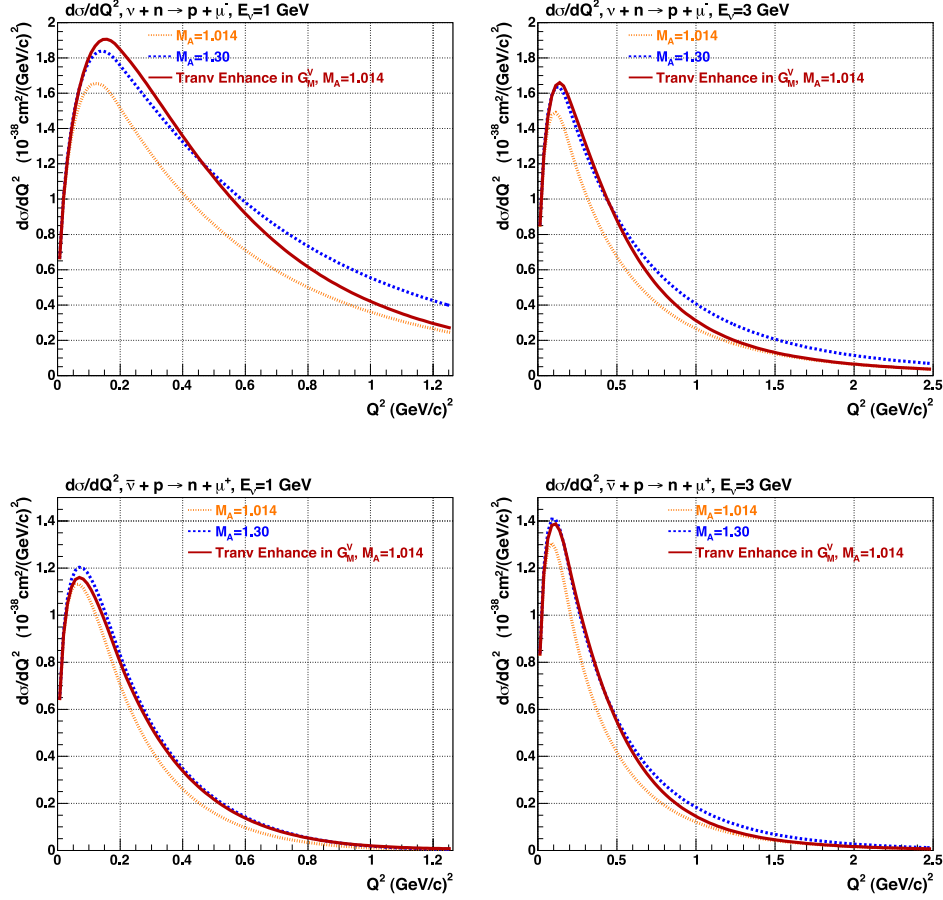 dσ/dQ², ν + n → p + μ⁻, E_ν=1 GeV
M_A=1.014
M_A=1.30
Tranv Enhance in G_M^V, M_A=1.014
dσ/dQ² (10⁻³⁸cm²/(GeV/c)²)
2
1.8
1.6
1.4
1.2
1
0.8
0.6
0.4
0.2
0
0 0.2 0.4 0.6 0.8 1 1.2
Q² (GeV/c)²
dσ/dQ², ν + n → p + μ⁻, E_ν=3 GeV
M_A=1.014
M_A=1.30
Tranv Enhance in G_M^V, M_A=1.014
dσ/dQ² (10⁻³⁸cm²/(GeV/c)²)
2
1.8
1.6
1.4
1.2
1
0.8
0.6
0.4
0.2
0
0 0.5 1 1.5 2 2.5
Q² (GeV/c)²
dσ/dQ², ν̄ + p → n + μ⁺, E_ν=1 GeV
M_A=1.014
M_A=1.30
Tranv Enhance in G_M^V, M_A=1.014
dσ/dQ² (10⁻³⁸cm²/(GeV/c)²)
1.4
1.2
1
0.8
0.6
0.4
0.2
0
0 0.2 0.4 0.6 0.8 1 1.2
Q² (GeV/c)²
dσ/dQ², ν̄ + p → n + μ⁺, E_ν=3 GeV
M_A=1.014
M_A=1.30
Tranv Enhance in G_M^V, M_A=1.014
dσ/dQ² (10⁻³⁸cm²/(GeV/c)²)
1.4
1.2
1
0.8
0.6
0.4
0.2
0
0 0.5 1 1.5 2 2.5
Q² (GeV/c)²